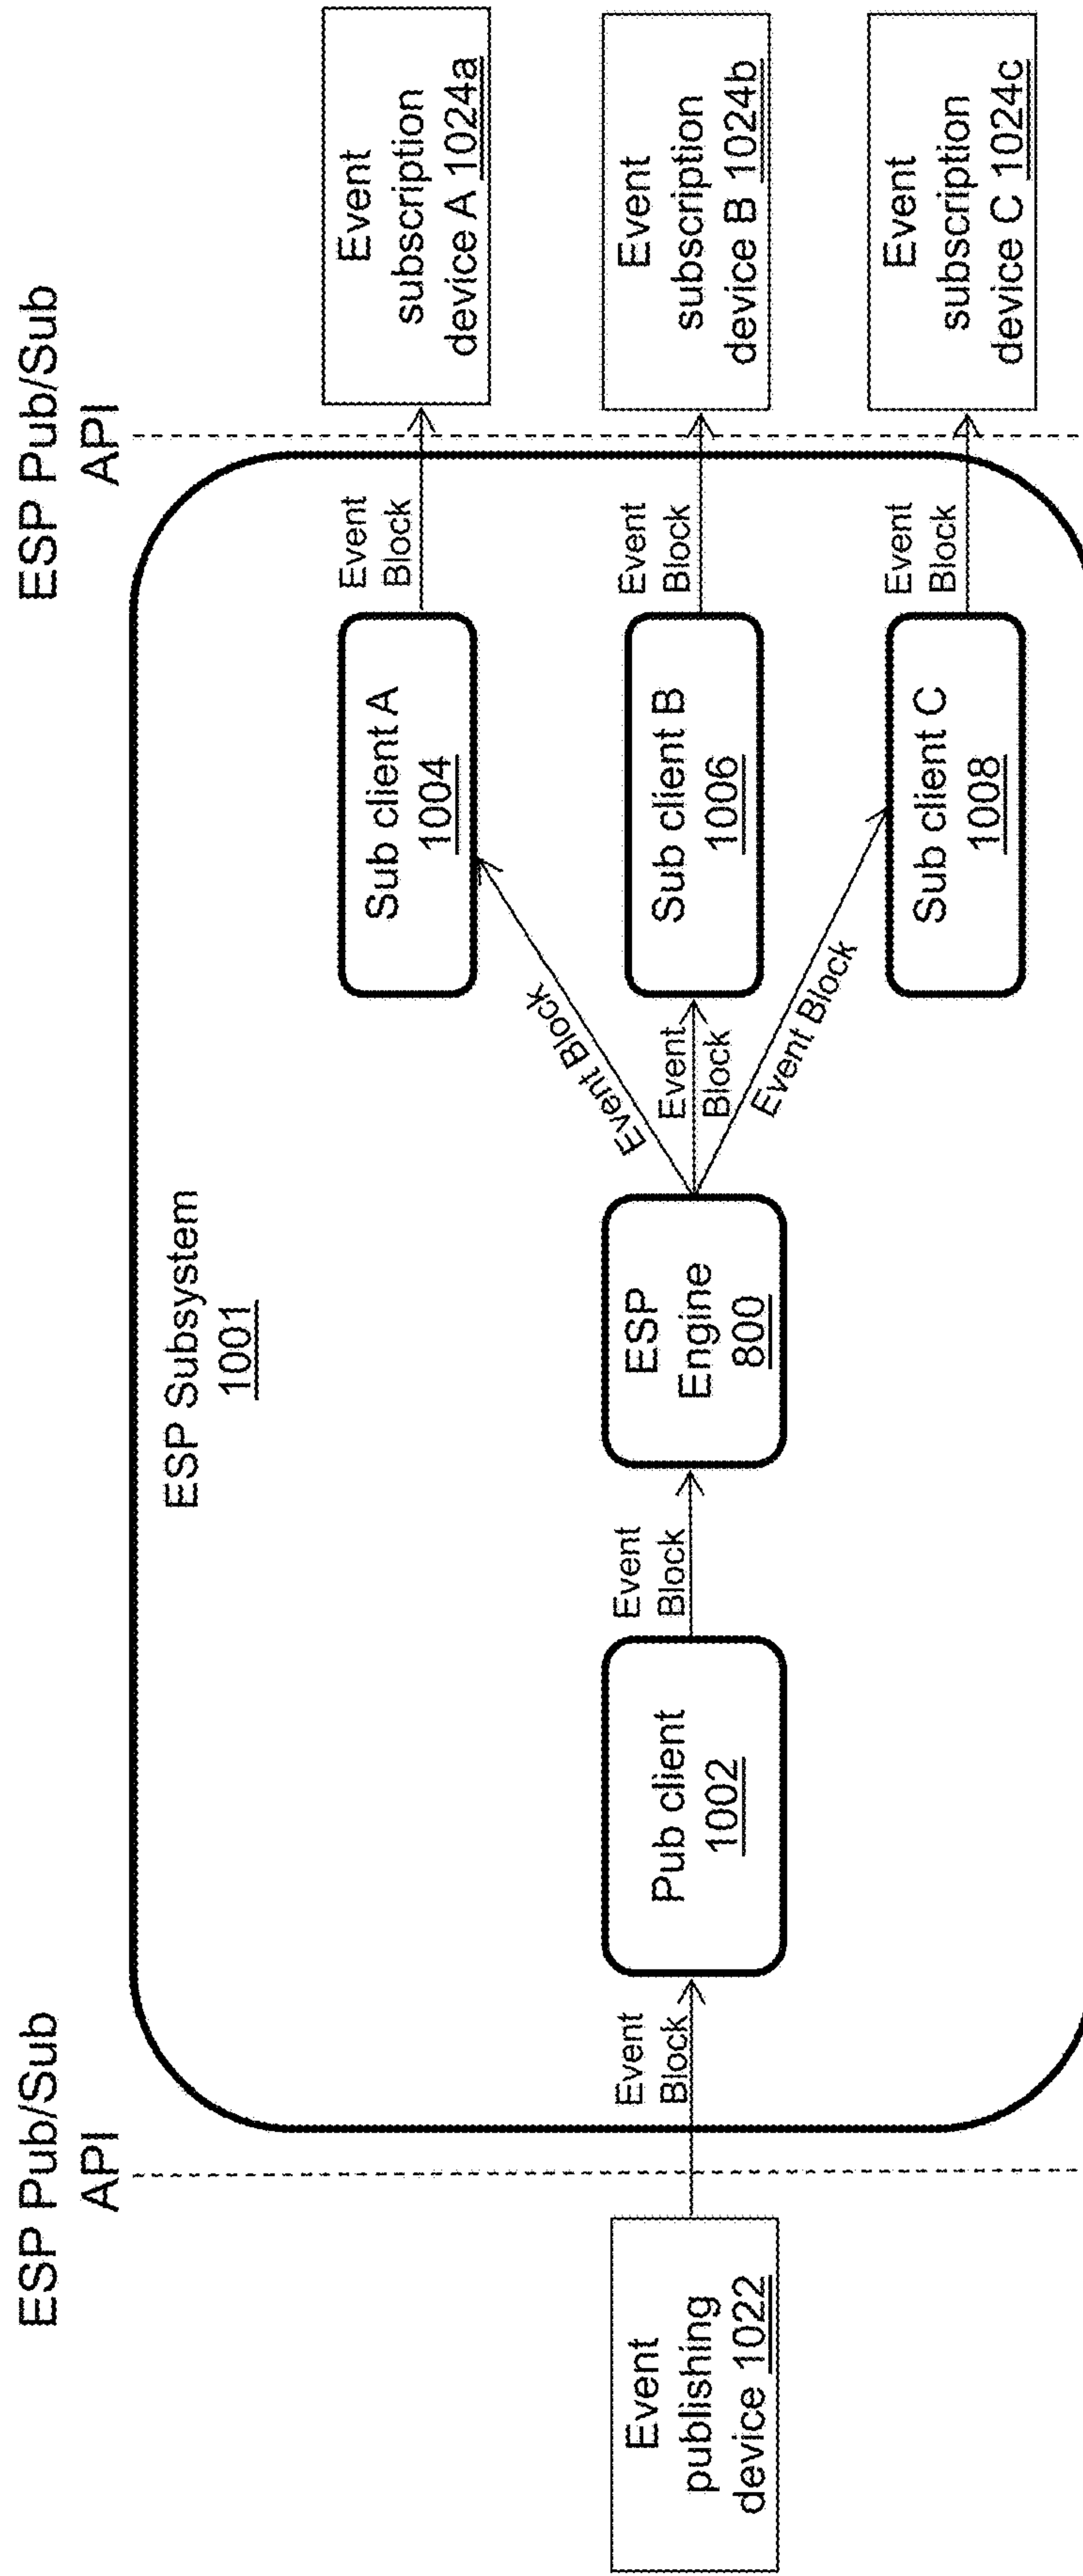 ESP Pub/Sub
API
ESP Pub/Sub
API
ESP Subsystem
1001
Event
publishing
device 1022
Event
Block
Pub client
1002
Event
Block
ESP
Engine
800
Event Block
Event
Block
Event Block
Sub client A
1004
Sub client B
1006
Sub client C
1008
Event
Block
Event
Block
Event
Block
Event
subscription
device A 1024a
Event
subscription
device B 1024b
Event
subscription
device C 1024c